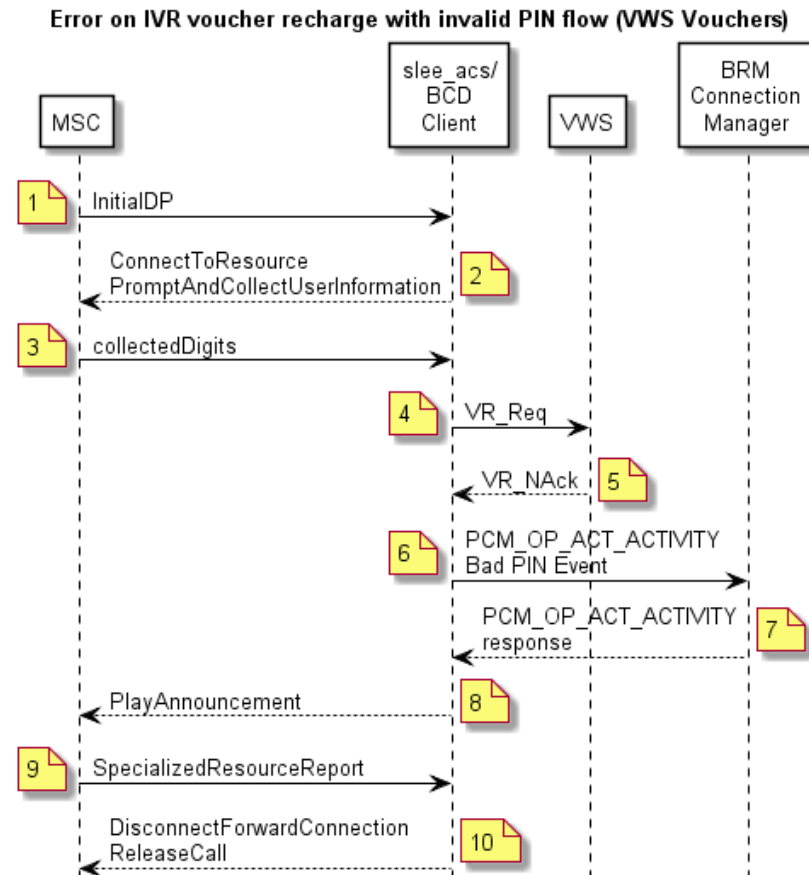 Error on IVR voucher recharge with invalid PIN flow (VWS Vouchers)
MSC
slee_acs/
BCD
Client
VWS
BRM
Connection
Manager
1
InitialDP
ConnectToResource
PromptAndCollectUserInformation
2
3
collectedDigits
4
VR_Req
VR_NAck
5
6
PCM_OP_ACT_ACTIVITY
Bad PIN Event
PCM_OP_ACT_ACTIVITY
response
7
PlayAnnouncement
8
9
SpecializedResourceReport
DisconnectForwardConnection
ReleaseCall
10